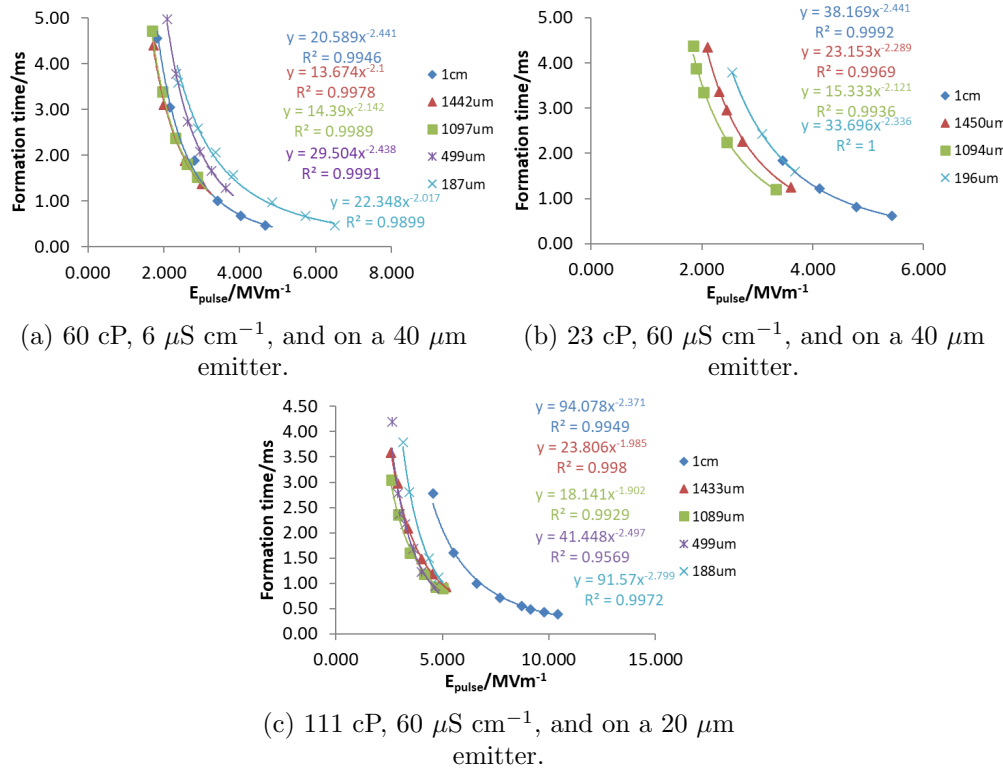 5.00
4.00
3.00
2.00
1.00
0.00
Formation time/ms
0.000 2.000 4.000 6.000 8.000
E_pulse/MVm⁻¹
y = 20.589x^-2.441
R² = 0.9946
y = 13.674x^-2.1
R² = 0.9978
y = 14.39x^-2.142
R² = 0.9989
y = 29.504x^-2.438
R² = 0.9991
y = 22.348x^-2.017
R² = 0.9899
1cm
1442um
1097um
499um
187um
(a) 60 cP, 6 μS cm⁻¹, and on a 40 μm
emitter.
5.00
4.00
3.00
2.00
1.00
0.00
Formation time/ms
0.000 2.000 4.000 6.000
E_pulse/MVm⁻¹
y = 38.169x^-2.441
R² = 0.9992
y = 23.153x^-2.289
R² = 0.9969
y = 15.333x^-2.121
R² = 0.9936
y = 33.696x^-2.336
R² = 1
1cm
1450um
1094um
196um
(b) 23 cP, 60 μS cm⁻¹, and on a 40 μm
emitter.
4.50
4.00
3.50
3.00
2.50
2.00
1.50
1.00
0.50
0.00
Formation time/ms
0.000 5.000 10.000 15.000
E_pulse/MVm⁻¹
y = 94.078x^-2.371
R² = 0.9949
y = 23.806x^-1.985
R² = 0.998
y = 18.141x^-1.902
R² = 0.9929
y = 41.448x^-2.497
R² = 0.9569
y = 91.57x^-2.799
R² = 0.9972
1cm
1433um
1089um
499um
188um
(c) 111 cP, 60 μS cm⁻¹, and on a 20 μm
emitter.